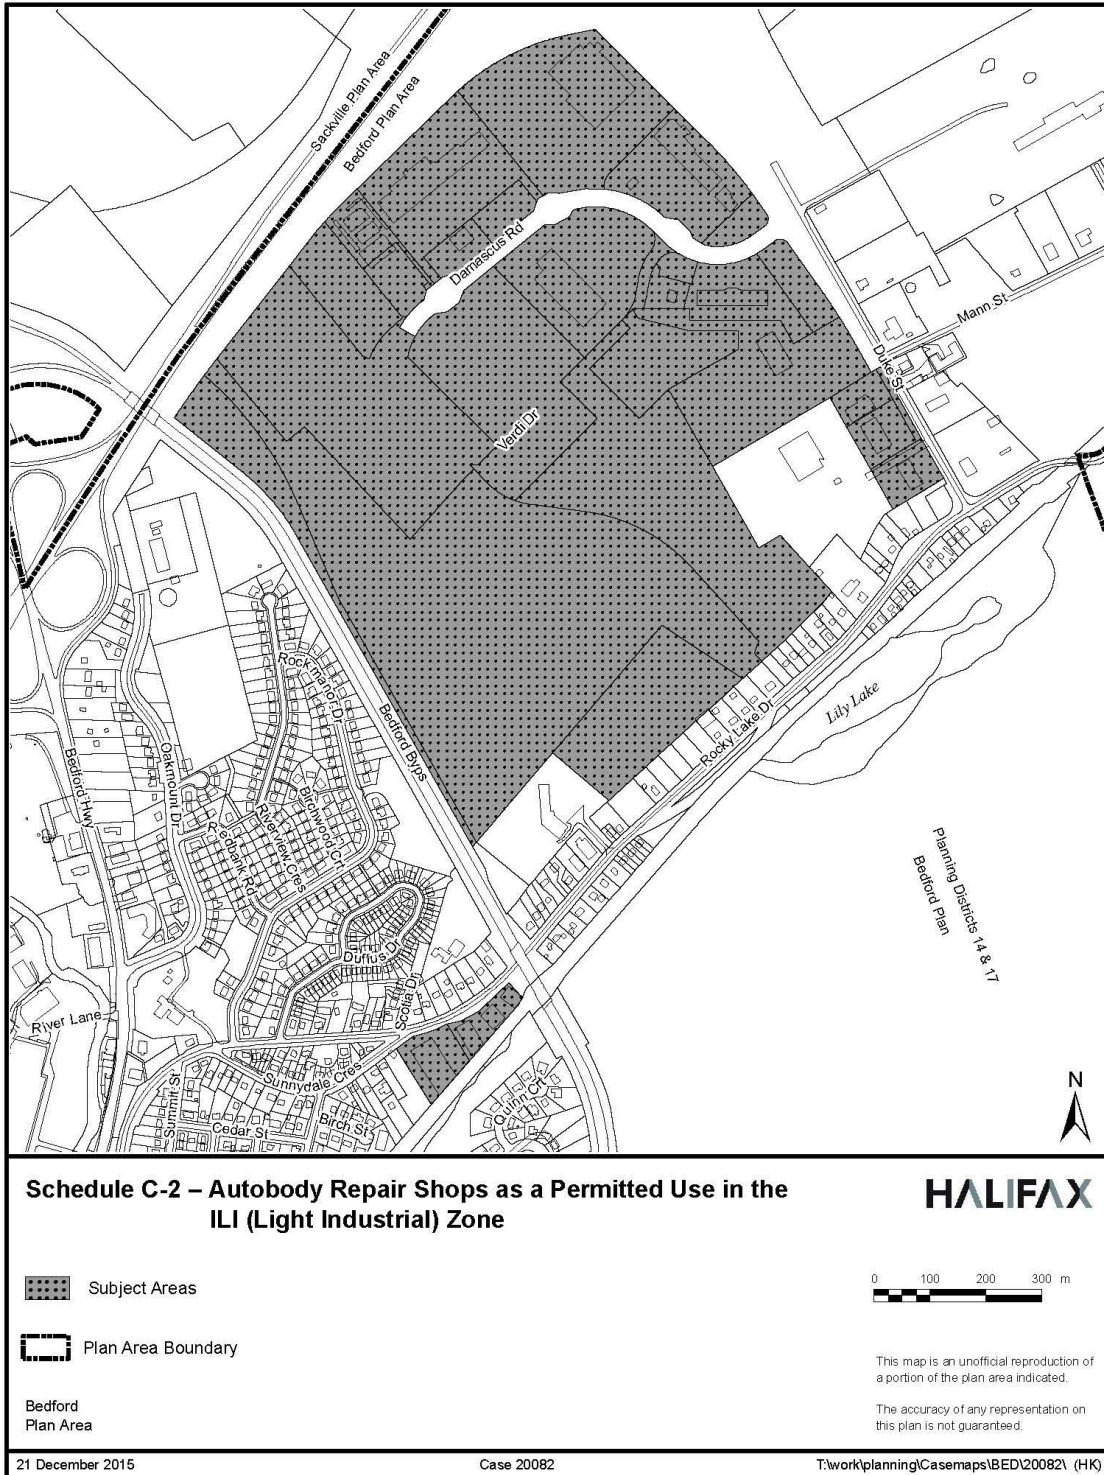 Sackville Plan Area
Bedford Plan Area
Damascus Rd
Mann St
Duke St
Verdi Dr
Rockmanor Dr
Bedford Byps
Rocky Lake Dr
Lily Lake
Oakmount Dr
Bedford Hwy
Birchwood Crt
Riverview Cres
Redbank Rd
Planning Districts 14 & 17
Bedford Plan
Duffus Dr
Scotia Dr
River Lane
Sunnydale Cres
Summit St
Cedar St
Birch St
Quinn Crt
N
Schedule C-2 – Autobody Repair Shops as a Permitted Use in the
ILI (Light Industrial) Zone
HALIFAX
Subject Areas
0 100 200 300 m
Plan Area Boundary
This map is an unofficial reproduction of
a portion of the plan area indicated.
Bedford
Plan Area
The accuracy of any representation on
this plan is not guaranteed.
21 December 2015
Case 20082
T:\work\planning\Casemaps\BED\20082\ (HK)